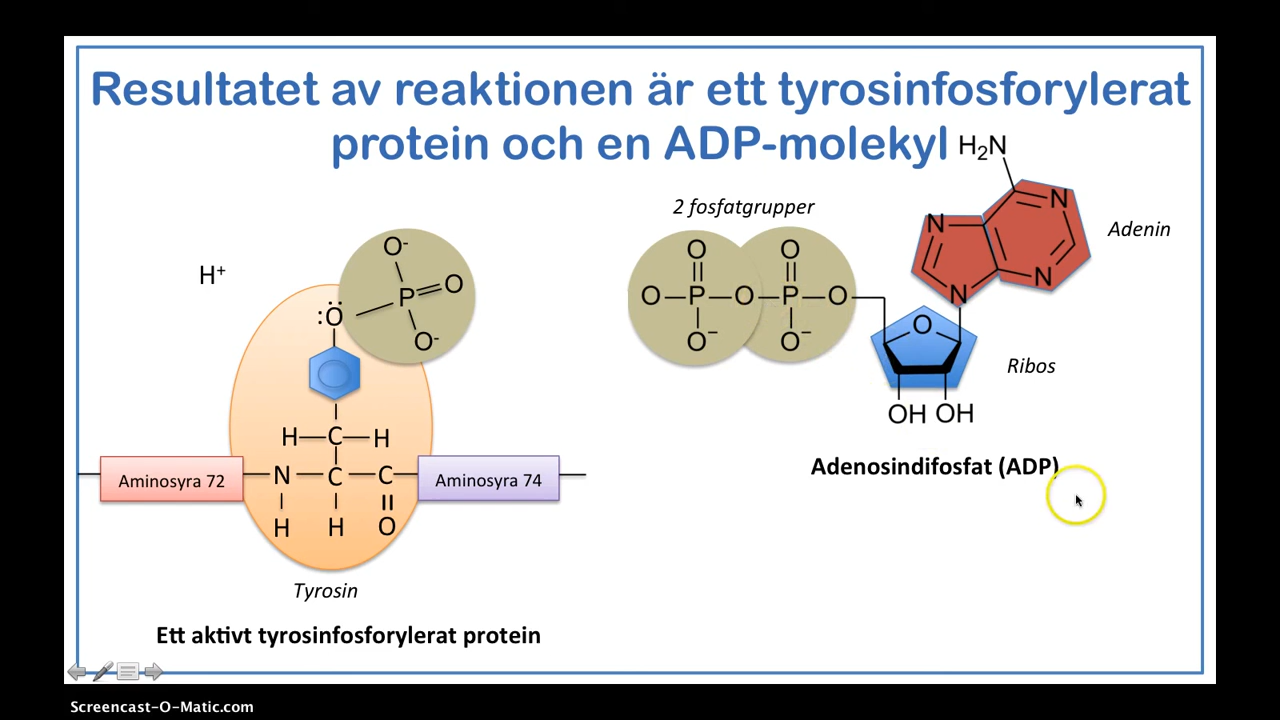 Resultatet av reaktionen är ett tyrosinfosforylerat
protein och en ADP-molekyl
H₂N
2 fosfatgrupper
N
N
Adenin
O⁻
H⁺
O
O
P
O
N
N
:Ö
O⁻
O—P—O—P—O
O
O⁻
O⁻
Ribos
OH OH
H—C—H
Adenosindifosfat (ADP)
Aminosyra 72
N—C—C
Aminosyra 74
H
H
O
Tyrosin
Ett aktivt tyrosinfosforylerat protein
Screencast-O-Matic.com